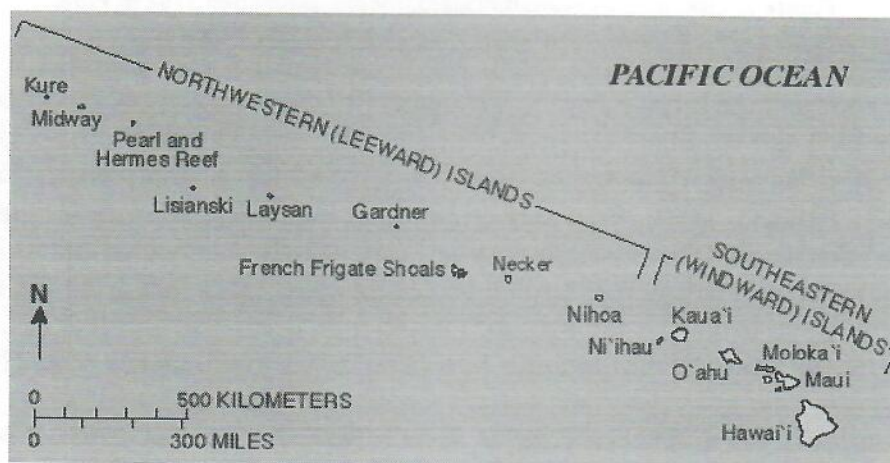 PACIFIC OCEAN
NORTHWESTERN (LEEWARD) ISLANDS
Kure
Midway
Pearl and
Hermes Reef
Lisianski
Laysan
Gardner
French Frigate Shoals
Necker
SOUTHEASTERN
(WINDWARD) ISLANDS
Nihoa
Kaua`i
Ni`ihau
O`ahu
Moloka`i
Maui
Hawai`i
N
0 500 KILOMETERS
0 300 MILES